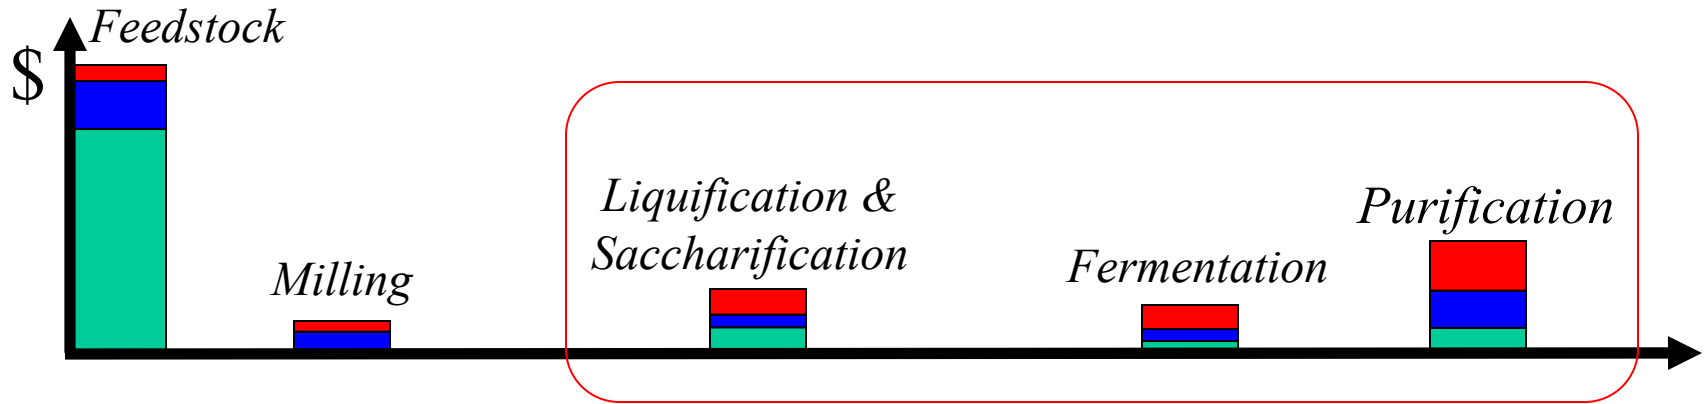 Feedstock
$
Liquification &
Saccharification
Purification
Milling
Fermentation